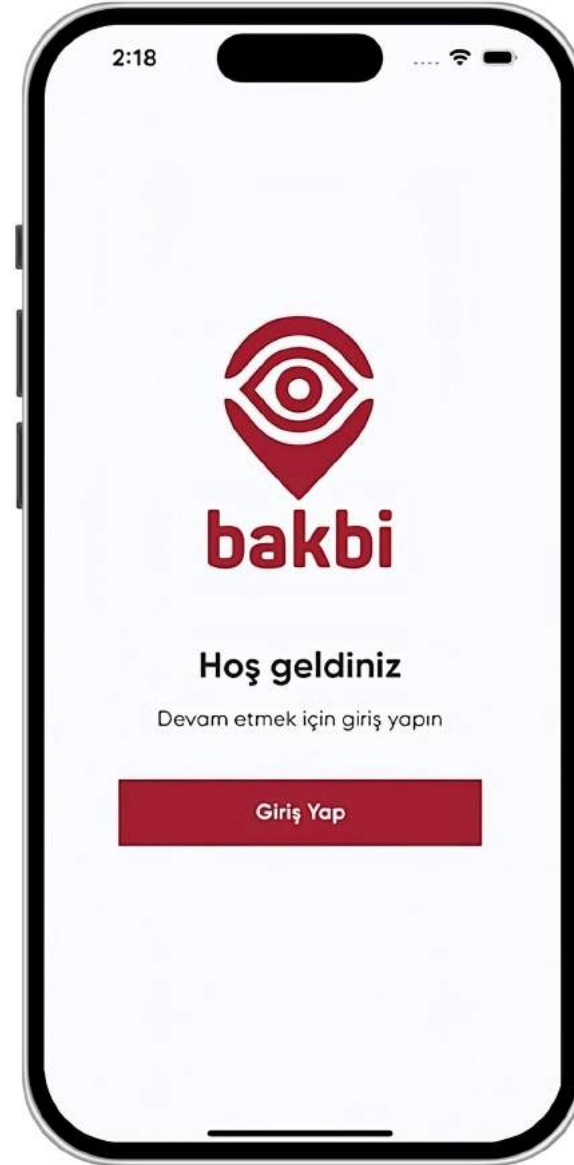 2:18
bakbi
Hoş geldiniz
Devam etmek için giriş yapın
Giriş Yap